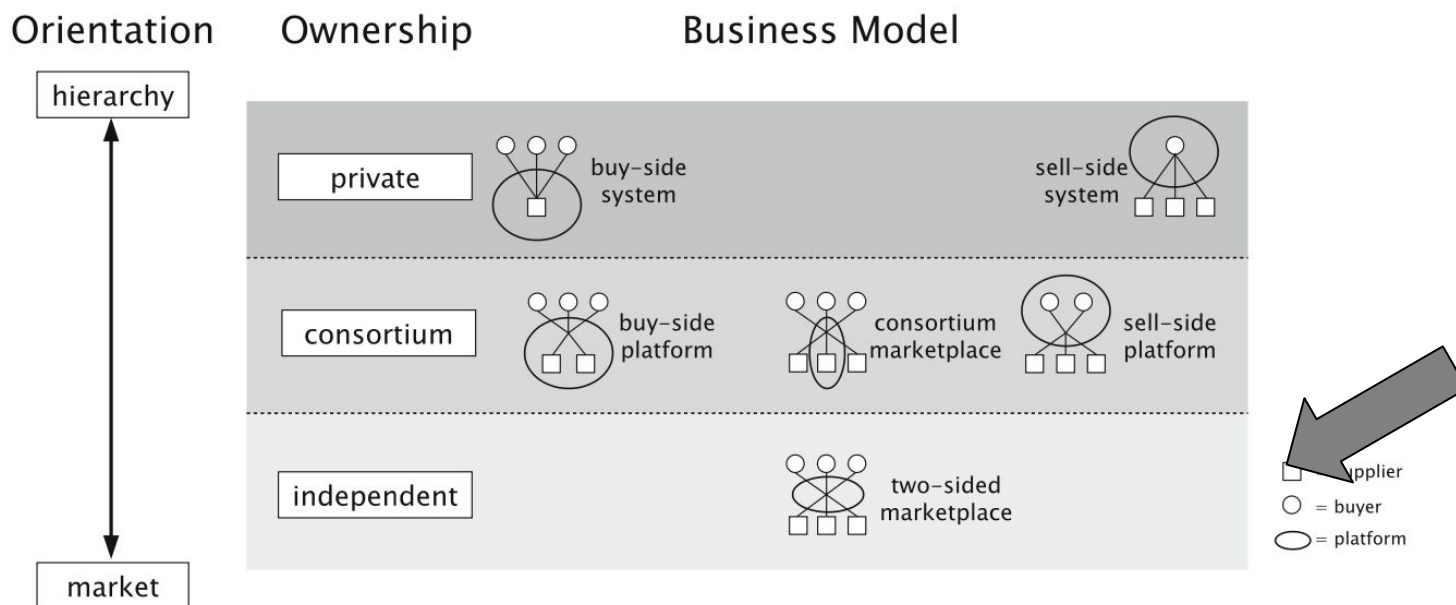 Orientation Ownership Business Model
hierarchy
private
buy-side
system
sell-side
system
consortium
buy-side
platform
consortium
marketplace
sell-side
platform
independent
two-sided
marketplace
= buyer
= platform
market